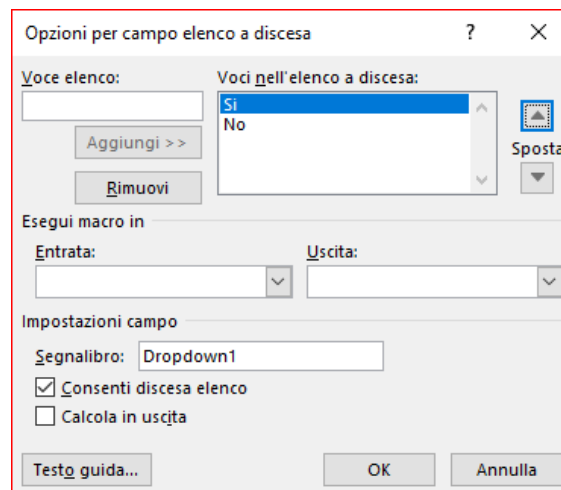 Opzioni per campo elenco a discesa ?
Voce elenco: Voci nell'elenco a discesa:
Si
No
Aggiungi >>
Sposta
Rimuovi
Esegui macro in
Entrata: Uscita:
Impostazioni campo
Segnalibro: Dropdown1
Consenti discesa elenco
Calcola in uscita
Testo guida... OK Annulla